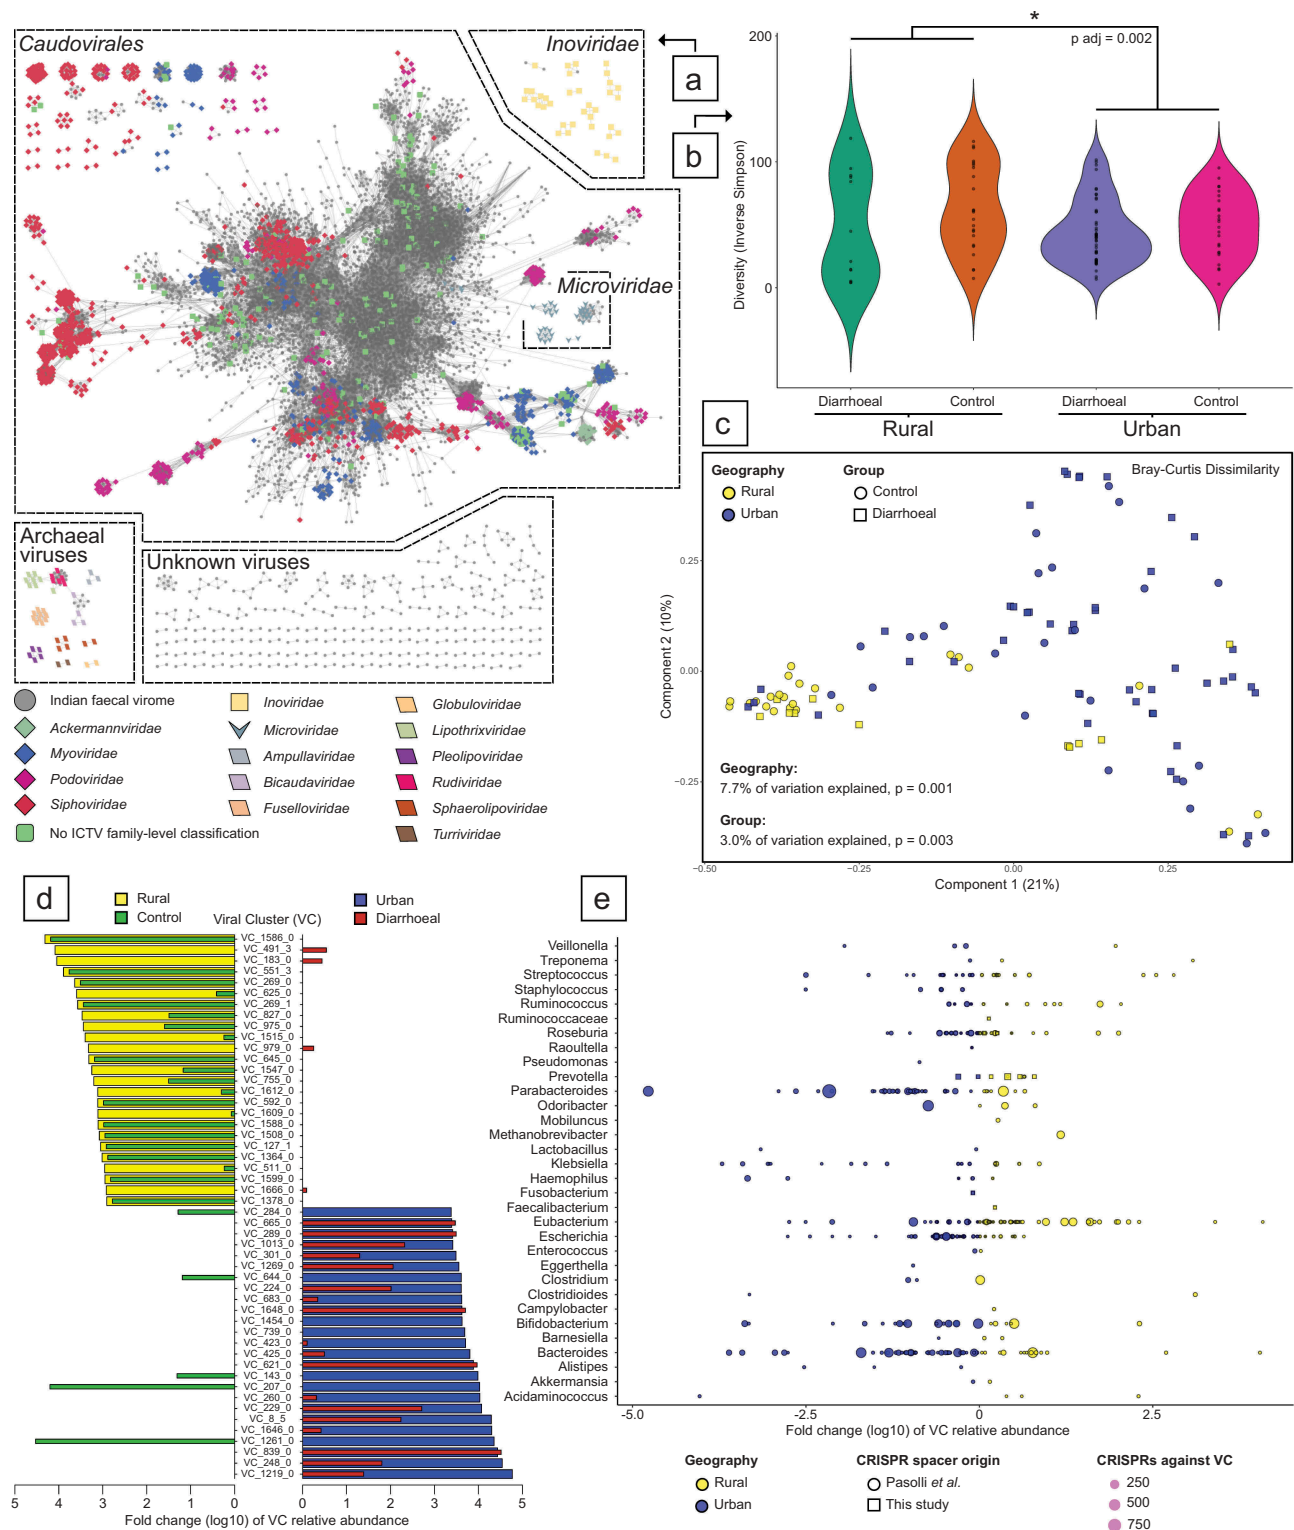 Caudovirales
Inoviridae
a
b
Microviridae
Archaeal
viruses
Unknown viruses
Indian faecal virome
Ackermannviridae
Myoviridae
Podoviridae
Siphoviridae
No ICTV family-level classification
Inoviridae
Microviridae
Ampullaviridae
Bicaudaviridae
Fuselloviridae
Globuloviridae
Lipothrixviridae
Pleolipoviridae
Rudiviridae
Sphaerolipoviridae
Turriviridae
*
p adj = 0.002
200
100
0
Diversity (Inverse Simpson)
Diarrhoeal
Control
Diarrhoeal
Control
Rural
Urban
c
Geography
Rural
Urban
Group
Control
Diarrhoeal
Bray-Curtis Dissimilarity
0.25
0.00
−0.25
Component 2 (10%)
Geography:
7.7% of variation explained, p = 0.001
Group:
3.0% of variation explained, p = 0.003
−0.50
−0.25
0.00
0.25
Component 1 (21%)
d
Rural
Control
Viral Cluster (VC)
Urban
Diarrhoeal
VC_1586_0
VC_491_3
VC_183_0
VC_551_3
VC_269_0
VC_625_0
VC_269_1
VC_827_0
VC_975_0
VC_1515_0
VC_979_0
VC_645_0
VC_1547_0
VC_755_0
VC_1612_0
VC_592_0
VC_1609_0
VC_1588_0
VC_1508_0
VC_127_1
VC_1364_0
VC_511_0
VC_1599_0
VC_1666_0
VC_1378_0
VC_284_0
VC_665_0
VC_289_0
VC_1013_0
VC_301_0
VC_1269_0
VC_644_0
VC_224_0
VC_683_0
VC_1648_0
VC_1454_0
VC_739_0
VC_423_0
VC_425_0
VC_621_0
VC_143_0
VC_207_0
VC_260_0
VC_229_0
VC_8_5
VC_1646_0
VC_1261_0
VC_839_0
VC_248_0
VC_1219_0
5 4 3 2 1 0 0 1 2 3 4 5
Fold change (log10) of VC relative abundance
e
Veillonella
Treponema
Streptococcus
Staphylococcus
Ruminococcus
Ruminococcaceae
Roseburia
Raoultella
Pseudomonas
Prevotella
Parabacteroides
Odoribacter
Mobiluncus
Methanobrevibacter
Lactobacillus
Klebsiella
Haemophilus
Fusobacterium
Faecalibacterium
Eubacterium
Escherichia
Enterococcus
Eggerthella
Clostridium
Clostridioides
Campylobacter
Bifidobacterium
Barnesiella
Bacteroides
Alistipes
Akkermansia
Acidaminococcus
-5.0
-2.5
0
2.5
Fold change (log10) of VC relative abundance
Geography
Rural
Urban
CRISPR spacer origin
Pasolli et al.
This study
CRISPRs against VC
250
500
750